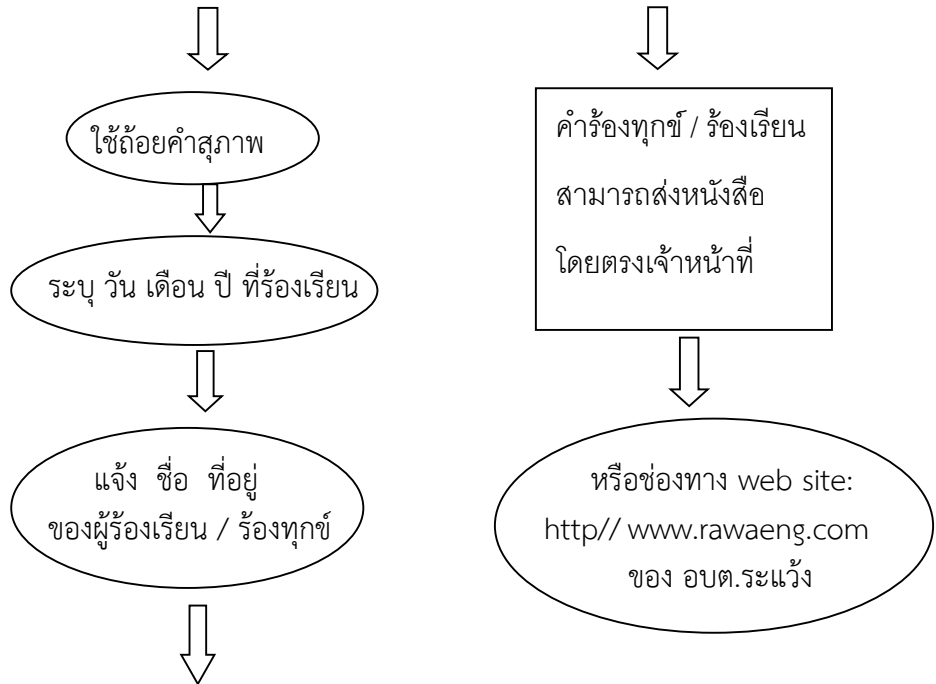 ใช้ถ้อยคำสุภาพ
ระบุ วัน เดือน ปี ที่ร้องเรียน
แจ้ง ชื่อ ที่อยู่
ของผู้ร้องเรียน / ร้องทุกข์
คำร้องทุกข์ / ร้องเรียน
สามารถส่งหนังสือ
โดยตรงเจ้าหน้าที่
หรือช่องทาง web site:
http// www.rawaeng.com
ของ อบต.ระแว้ง